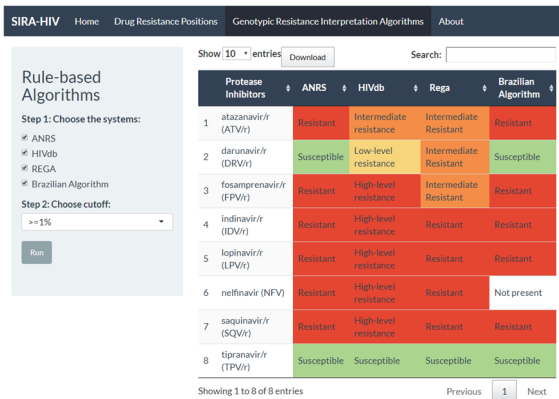 SIRA-HIV Home Drug Resistance Positions Genotypic Resistance Interpretation Algorithms About
Rule-based
Algorithms
Step 1: Choose the systems:
ANRS
HIVdb
REGA
Brazilian Algorithm
Step 2: Choose cutoff:
>=1%
Run
Show 10 entries Download Search:
Protease Inhibitors ANRS HIVdb Rega Brazilian Algorithm
1 atazanavir/r (ATV/r) Resistant Intermediate resistance Intermediate Resistant Resistant
2 darunavir/r (DRV/r) Susceptible Low-level resistance Intermediate Resistant Susceptible
3 fosamprenavir/r (FPV/r) Resistant High-level resistance Intermediate Resistant Resistant
4 indinavir/r (IDV/r) Resistant High-level resistance Resistant Resistant
5 lopinavir/r (LPV/r) Resistant High-level resistance Resistant Resistant
6 nelfinavir (NFV) Resistant High-level resistance Resistant Not present
7 saquinavir/r (SQV/r) Resistant High-level resistance Resistant Resistant
8 tipranavir/r (TPV/r) Susceptible Susceptible Susceptible Susceptible
Showing 1 to 8 of 8 entries Previous 1 Next